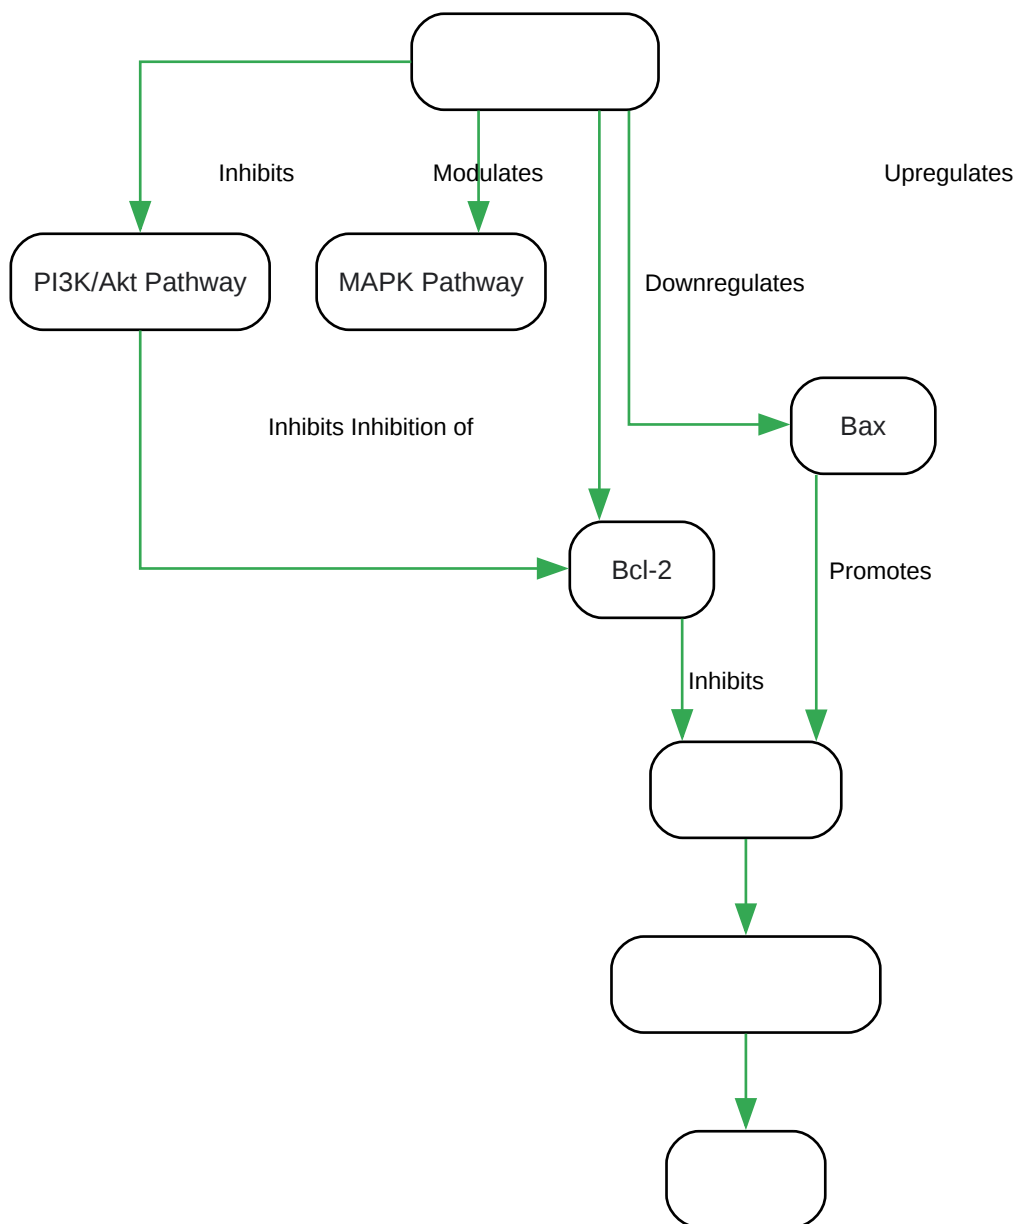 Inhibits
Modulates
Upregulates
PI3K/Akt Pathway
MAPK Pathway
Downregulates
Inhibits Inhibition of
Bax
Bcl-2
Promotes
Inhibits